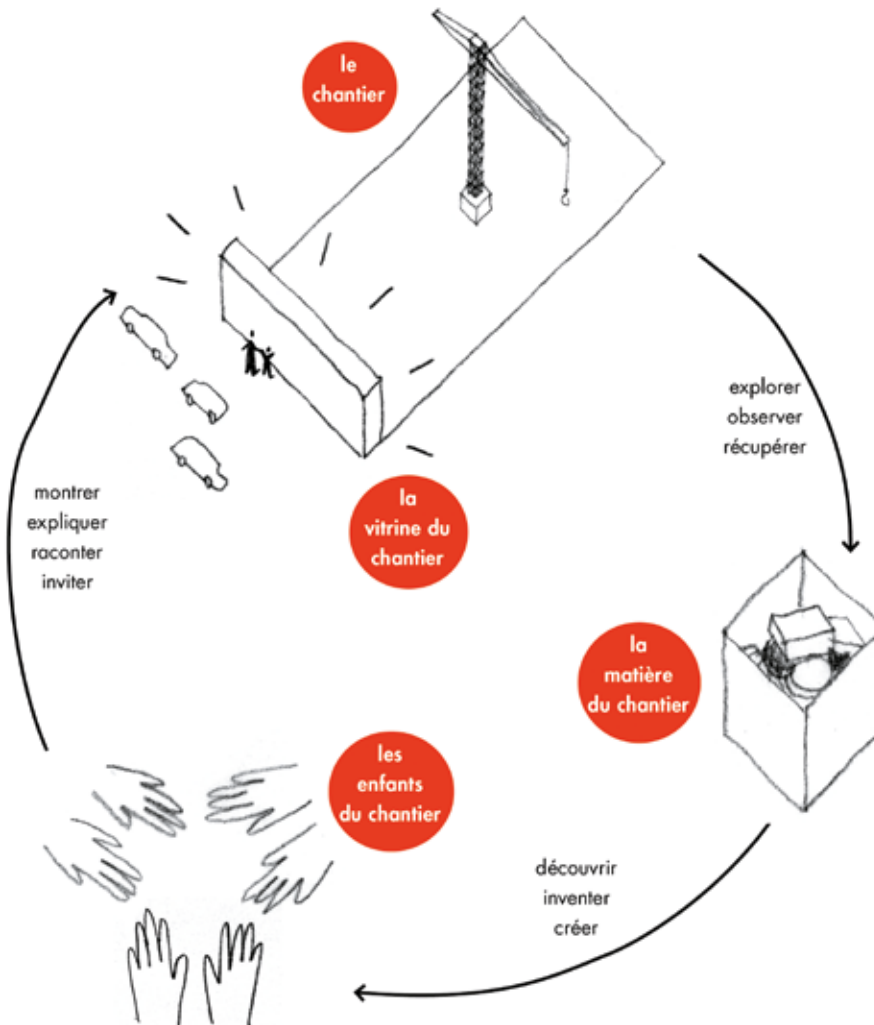 le
chantier
explorer
observer
récupérer
la
vitrine du
chantier
montrer
expliquer
raconter
inviter
la
matière
du chantier
les
enfants
du chantier
découvrir
inventer
créer